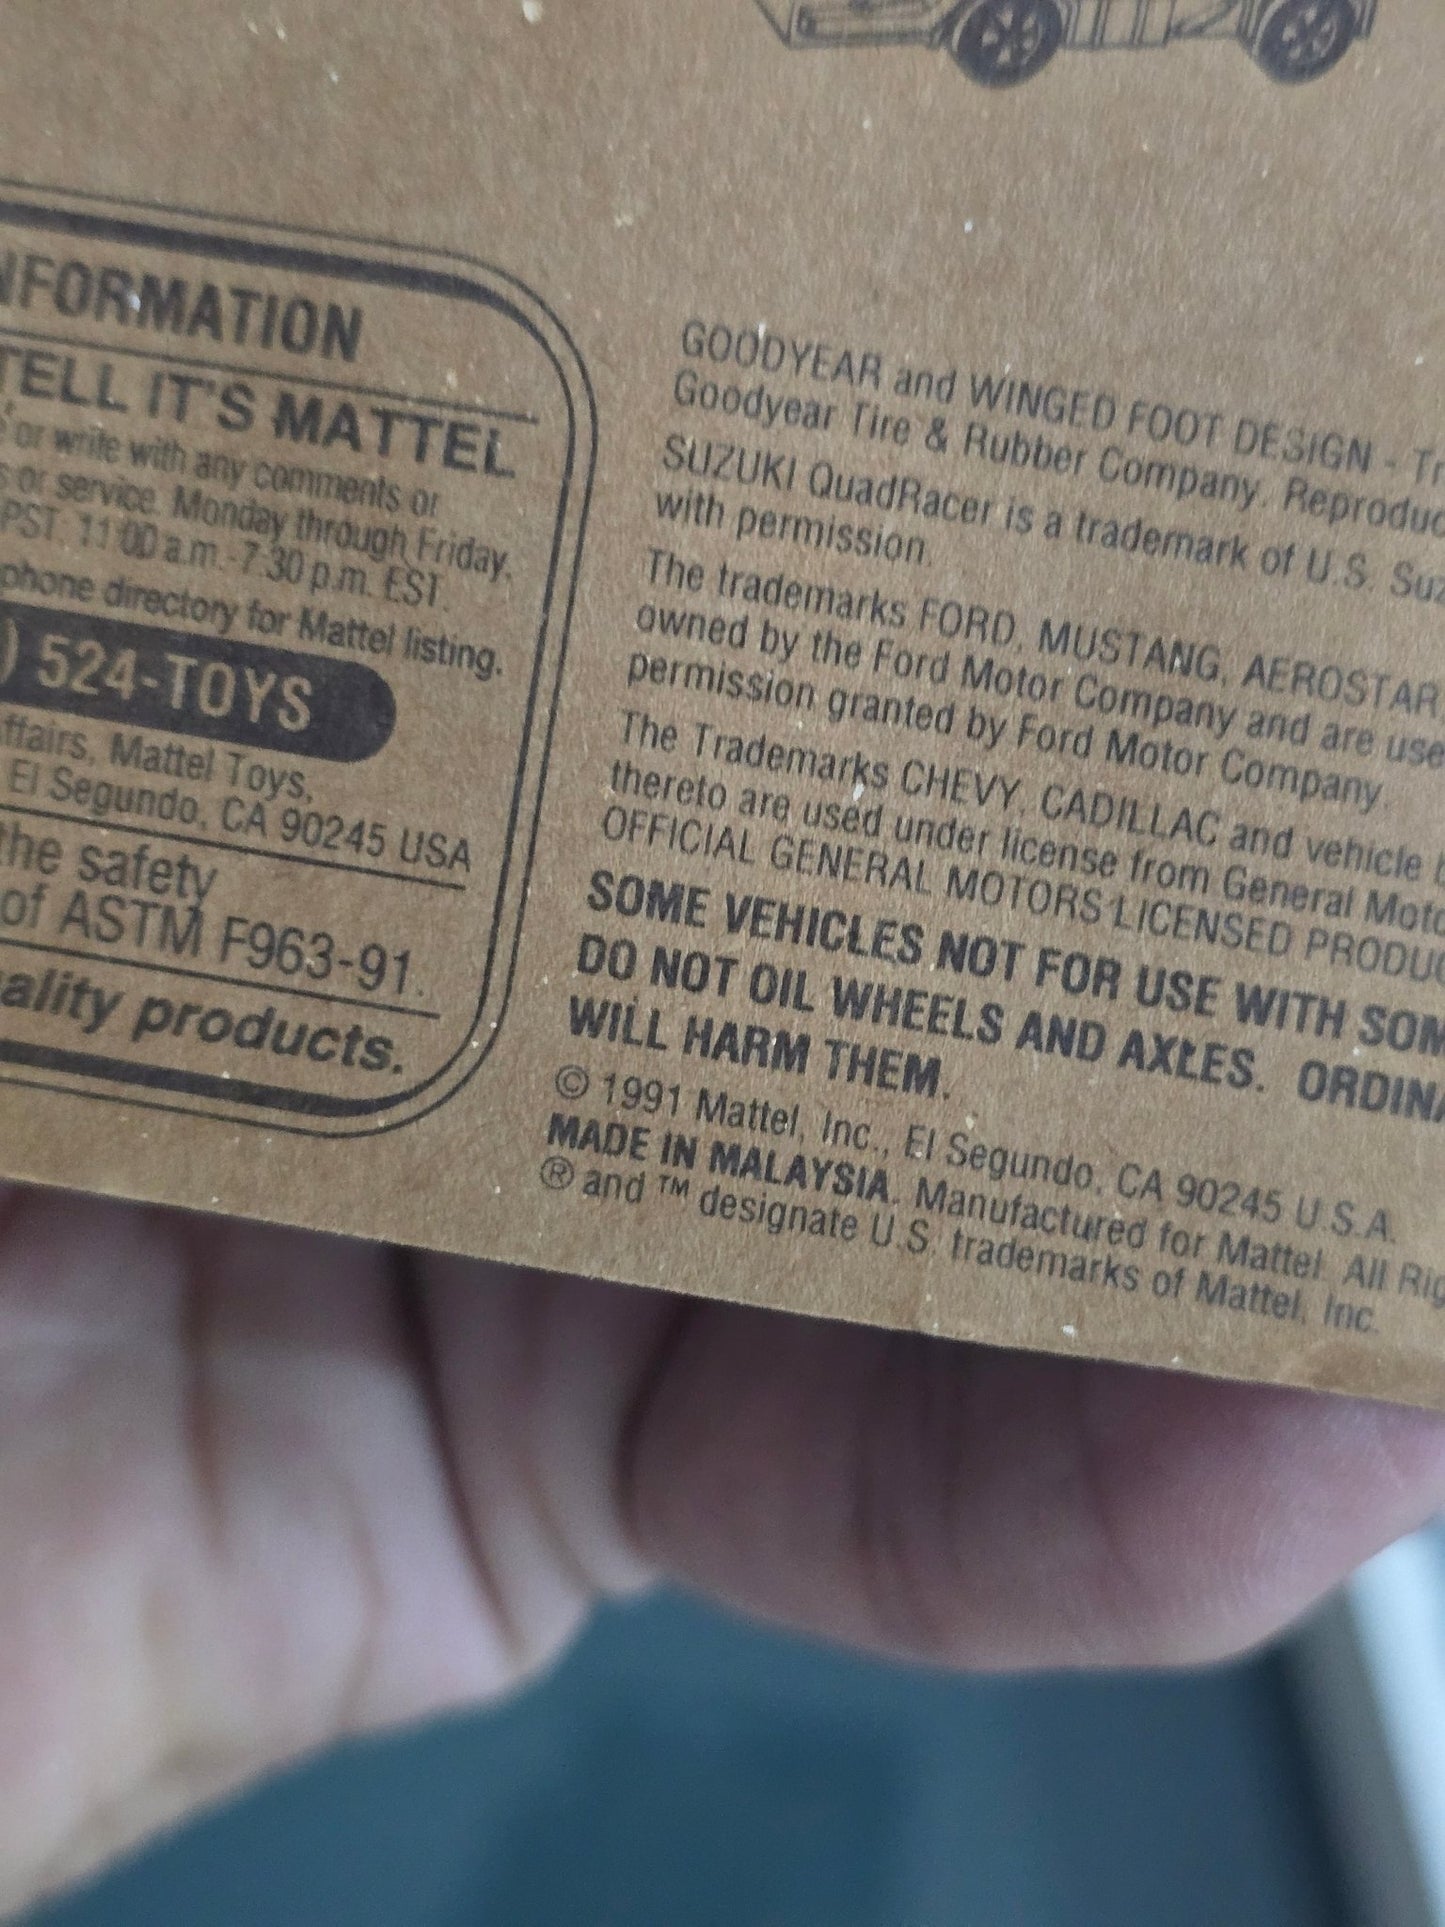 INFORMATION
TELL IT'S MATTEL
or write with any comments or
or service. Monday through Friday,
PST. 11:00 a.m.-7:30 p.m. EST.
phone directory for Mattel listing.
) 524-TOYS
ffairs, Mattel Toys,
El Segundo, CA 90245 USA
the safety
of ASTM F963-91.
ality products.
GOODYEAR and WINGED FOOT DESIGN - Tr
Goodyear Tire & Rubber Company. Reproduc
SUZUKI QuadRacer is a trademark of U.S. Suz
with permission.
The trademarks FORD, MUSTANG, AEROSTAR,
owned by the Ford Motor Company and are use
permission granted by Ford Motor Company.
The Trademarks CHEVY, CADILLAC and vehicle b
thereto are used under license from General Moto
OFFICIAL GENERAL MOTORS LICENSED PRODUC
SOME VEHICLES NOT FOR USE WITH SOM
DO NOT OIL WHEELS AND AXLES. ORDINA
WILL HARM THEM.
© 1991 Mattel, Inc., El Segundo, CA 90245 U.S.A.
MADE IN MALAYSIA. Manufactured for Mattel. All Rig
® and ™ designate U.S. trademarks of Mattel, Inc.